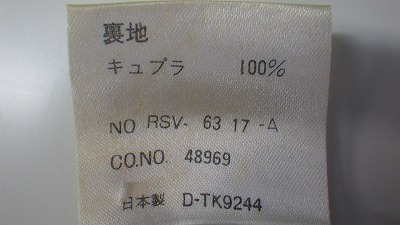 裏地
キュプラ 100%
NO RSV- 63 17 -A
CO.NO. 48969
日本製 D-TK9244